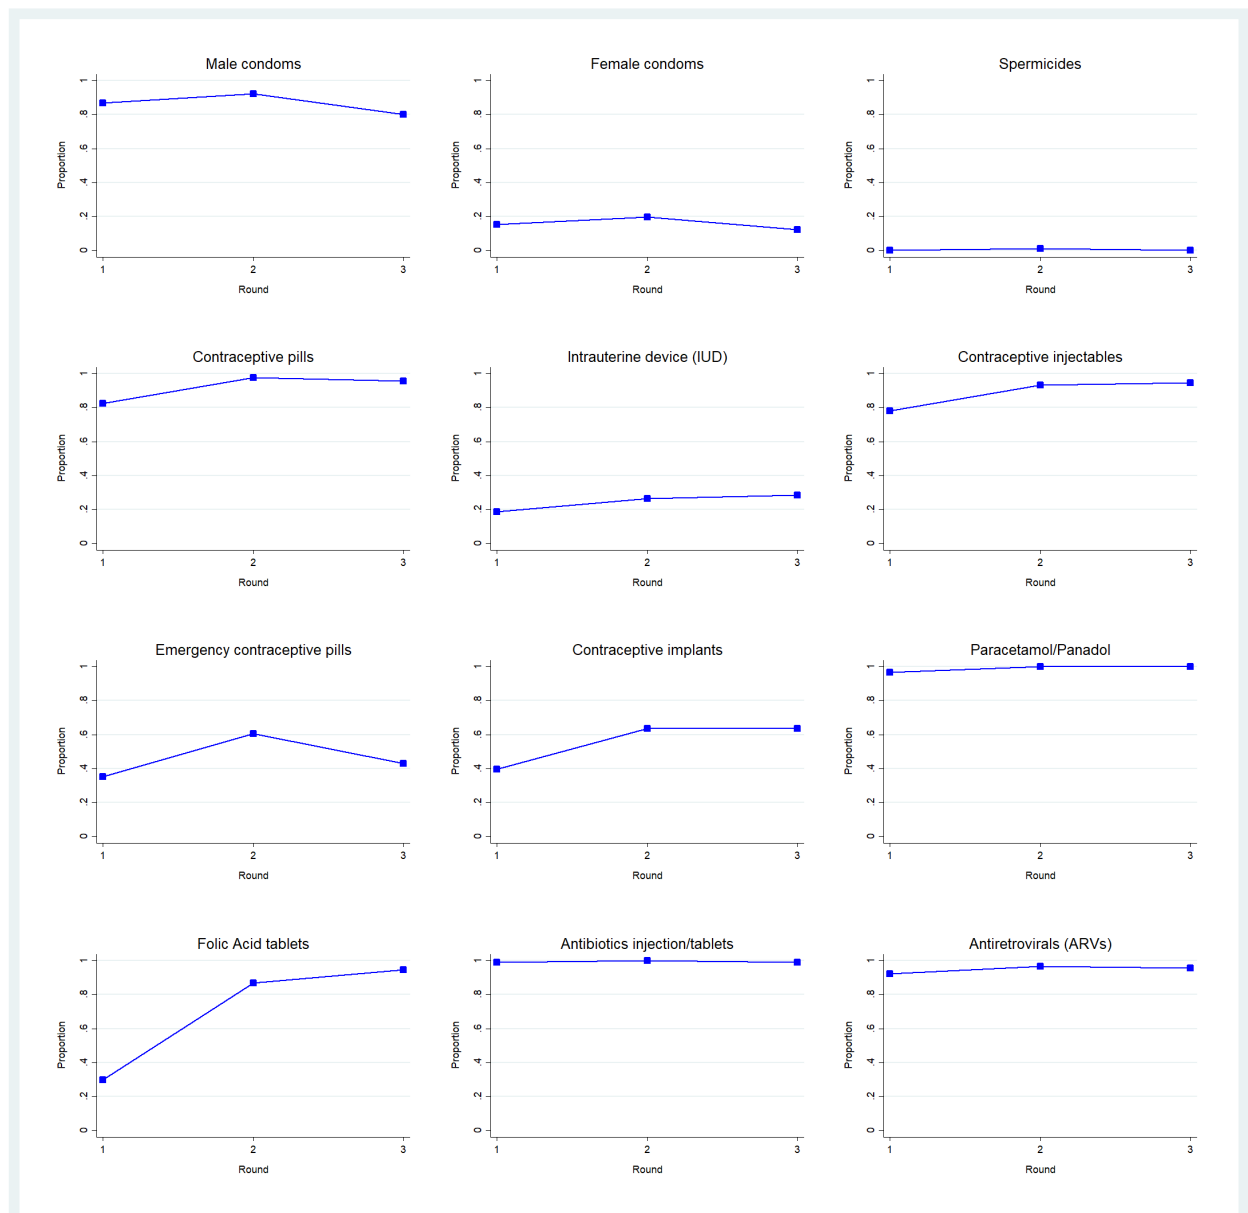 Male condoms
Proportion
1
.8
.6
.4
.2
0
1 2 3
Round
Female condoms
Proportion
1
.8
.6
.4
.2
0
1 2 3
Round
Spermicides
Proportion
1
.8
.6
.4
.2
0
1 2 3
Round
Contraceptive pills
Proportion
1
.8
.6
.4
.2
0
1 2 3
Round
Intrauterine device (IUD)
Proportion
1
.8
.6
.4
.2
0
1 2 3
Round
Contraceptive injectables
Proportion
1
.8
.6
.4
.2
0
1 2 3
Round
Emergency contraceptive pills
Proportion
1
.8
.6
.4
.2
0
1 2 3
Round
Contraceptive implants
Proportion
1
.8
.6
.4
.2
0
1 2 3
Round
Paracetamol/Panadol
Proportion
1
.8
.6
.4
.2
0
1 2 3
Round
Folic Acid tablets
Proportion
1
.8
.6
.4
.2
0
1 2 3
Round
Antibiotics injection/tablets
Proportion
1
.8
.6
.4
.2
0
1 2 3
Round
Antiretrovirals (ARVs)
Proportion
1
.8
.6
.4
.2
0
1 2 3
Round